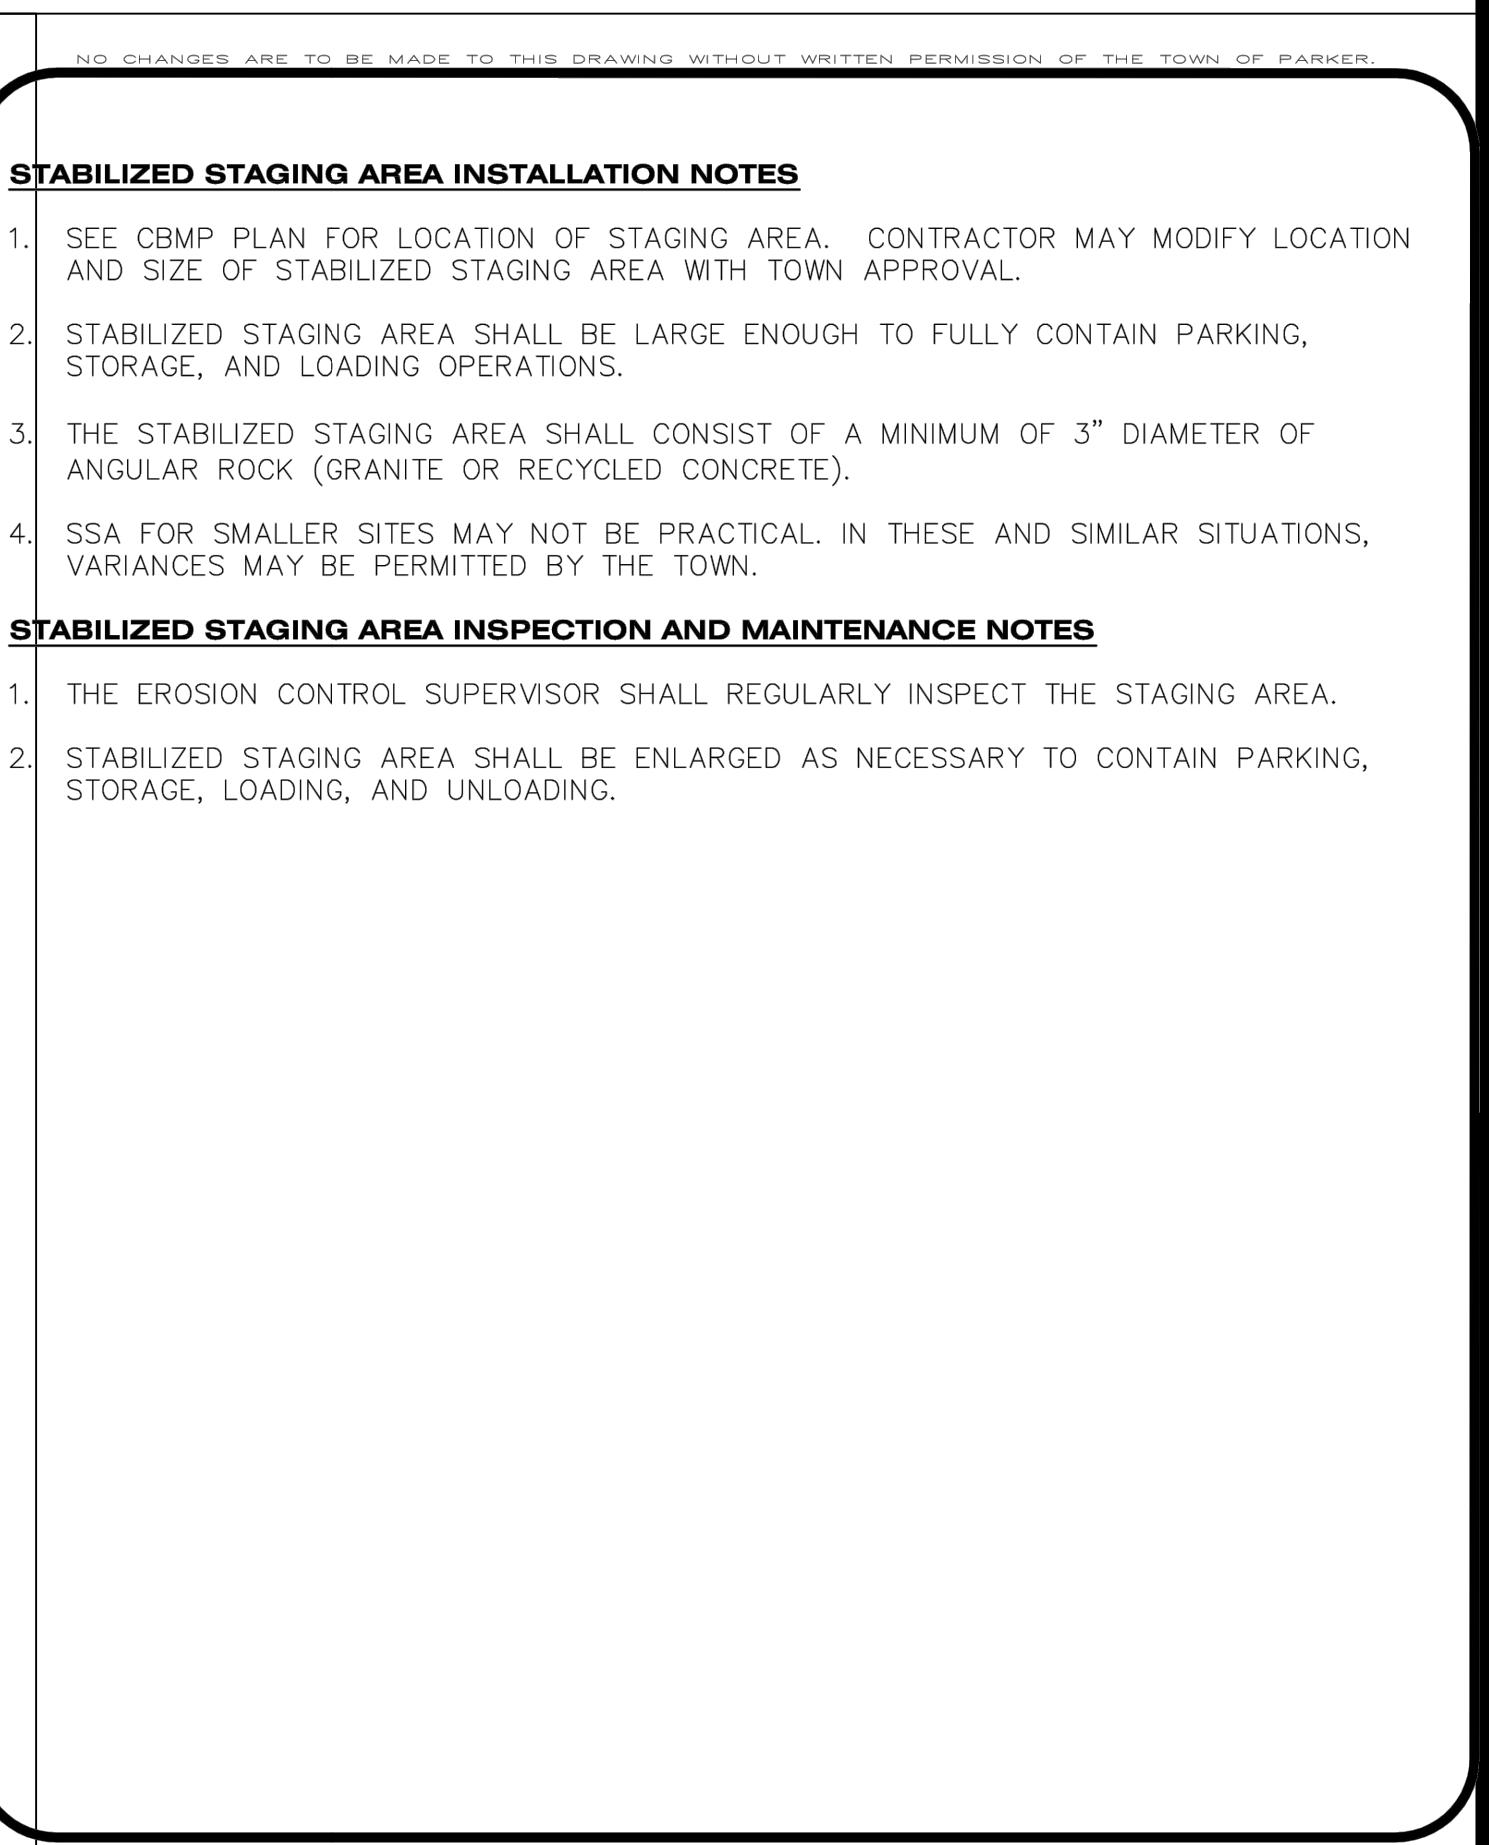 NO CHANGES ARE TO BE MADE TO THIS DRAWING WITHOUT WRITTEN PERMISSION OF THE TOWN OF PARKER.
STABILIZED STAGING AREA INSTALLATION NOTES
1. SEE CBMP PLAN FOR LOCATION OF STAGING AREA. CONTRACTOR MAY MODIFY LOCATION
AND SIZE OF STABILIZED STAGING AREA WITH TOWN APPROVAL.
2. STABILIZED STAGING AREA SHALL BE LARGE ENOUGH TO FULLY CONTAIN PARKING,
STORAGE, AND LOADING OPERATIONS.
3. THE STABILIZED STAGING AREA SHALL CONSIST OF A MINIMUM OF 3” DIAMETER OF
ANGULAR ROCK (GRANITE OR RECYCLED CONCRETE).
4. SSA FOR SMALLER SITES MAY NOT BE PRACTICAL. IN THESE AND SIMILAR SITUATIONS,
VARIANCES MAY BE PERMITTED BY THE TOWN.
STABILIZED STAGING AREA INSPECTION AND MAINTENANCE NOTES
1. THE EROSION CONTROL SUPERVISOR SHALL REGULARLY INSPECT THE STAGING AREA.
2. STABILIZED STAGING AREA SHALL BE ENLARGED AS NECESSARY TO CONTAIN PARKING,
STORAGE, LOADING, AND UNLOADING.